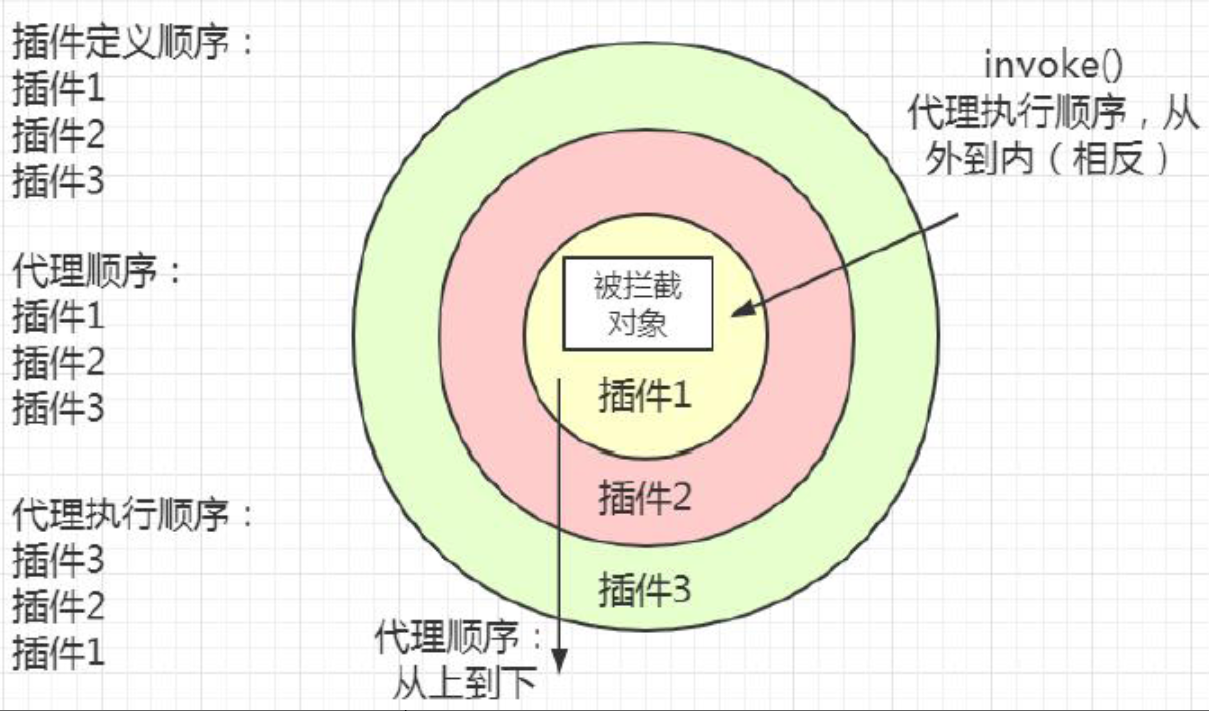 插件定义顺序：
插件1
插件2
插件3
代理顺序：
插件1
插件2
插件3
代理执行顺序：
插件3
插件2
插件1
被拦截
对象
插件1
插件2
插件3
代理顺序：
从上到下
invoke()
代理执行顺序，从
外到内（相反）